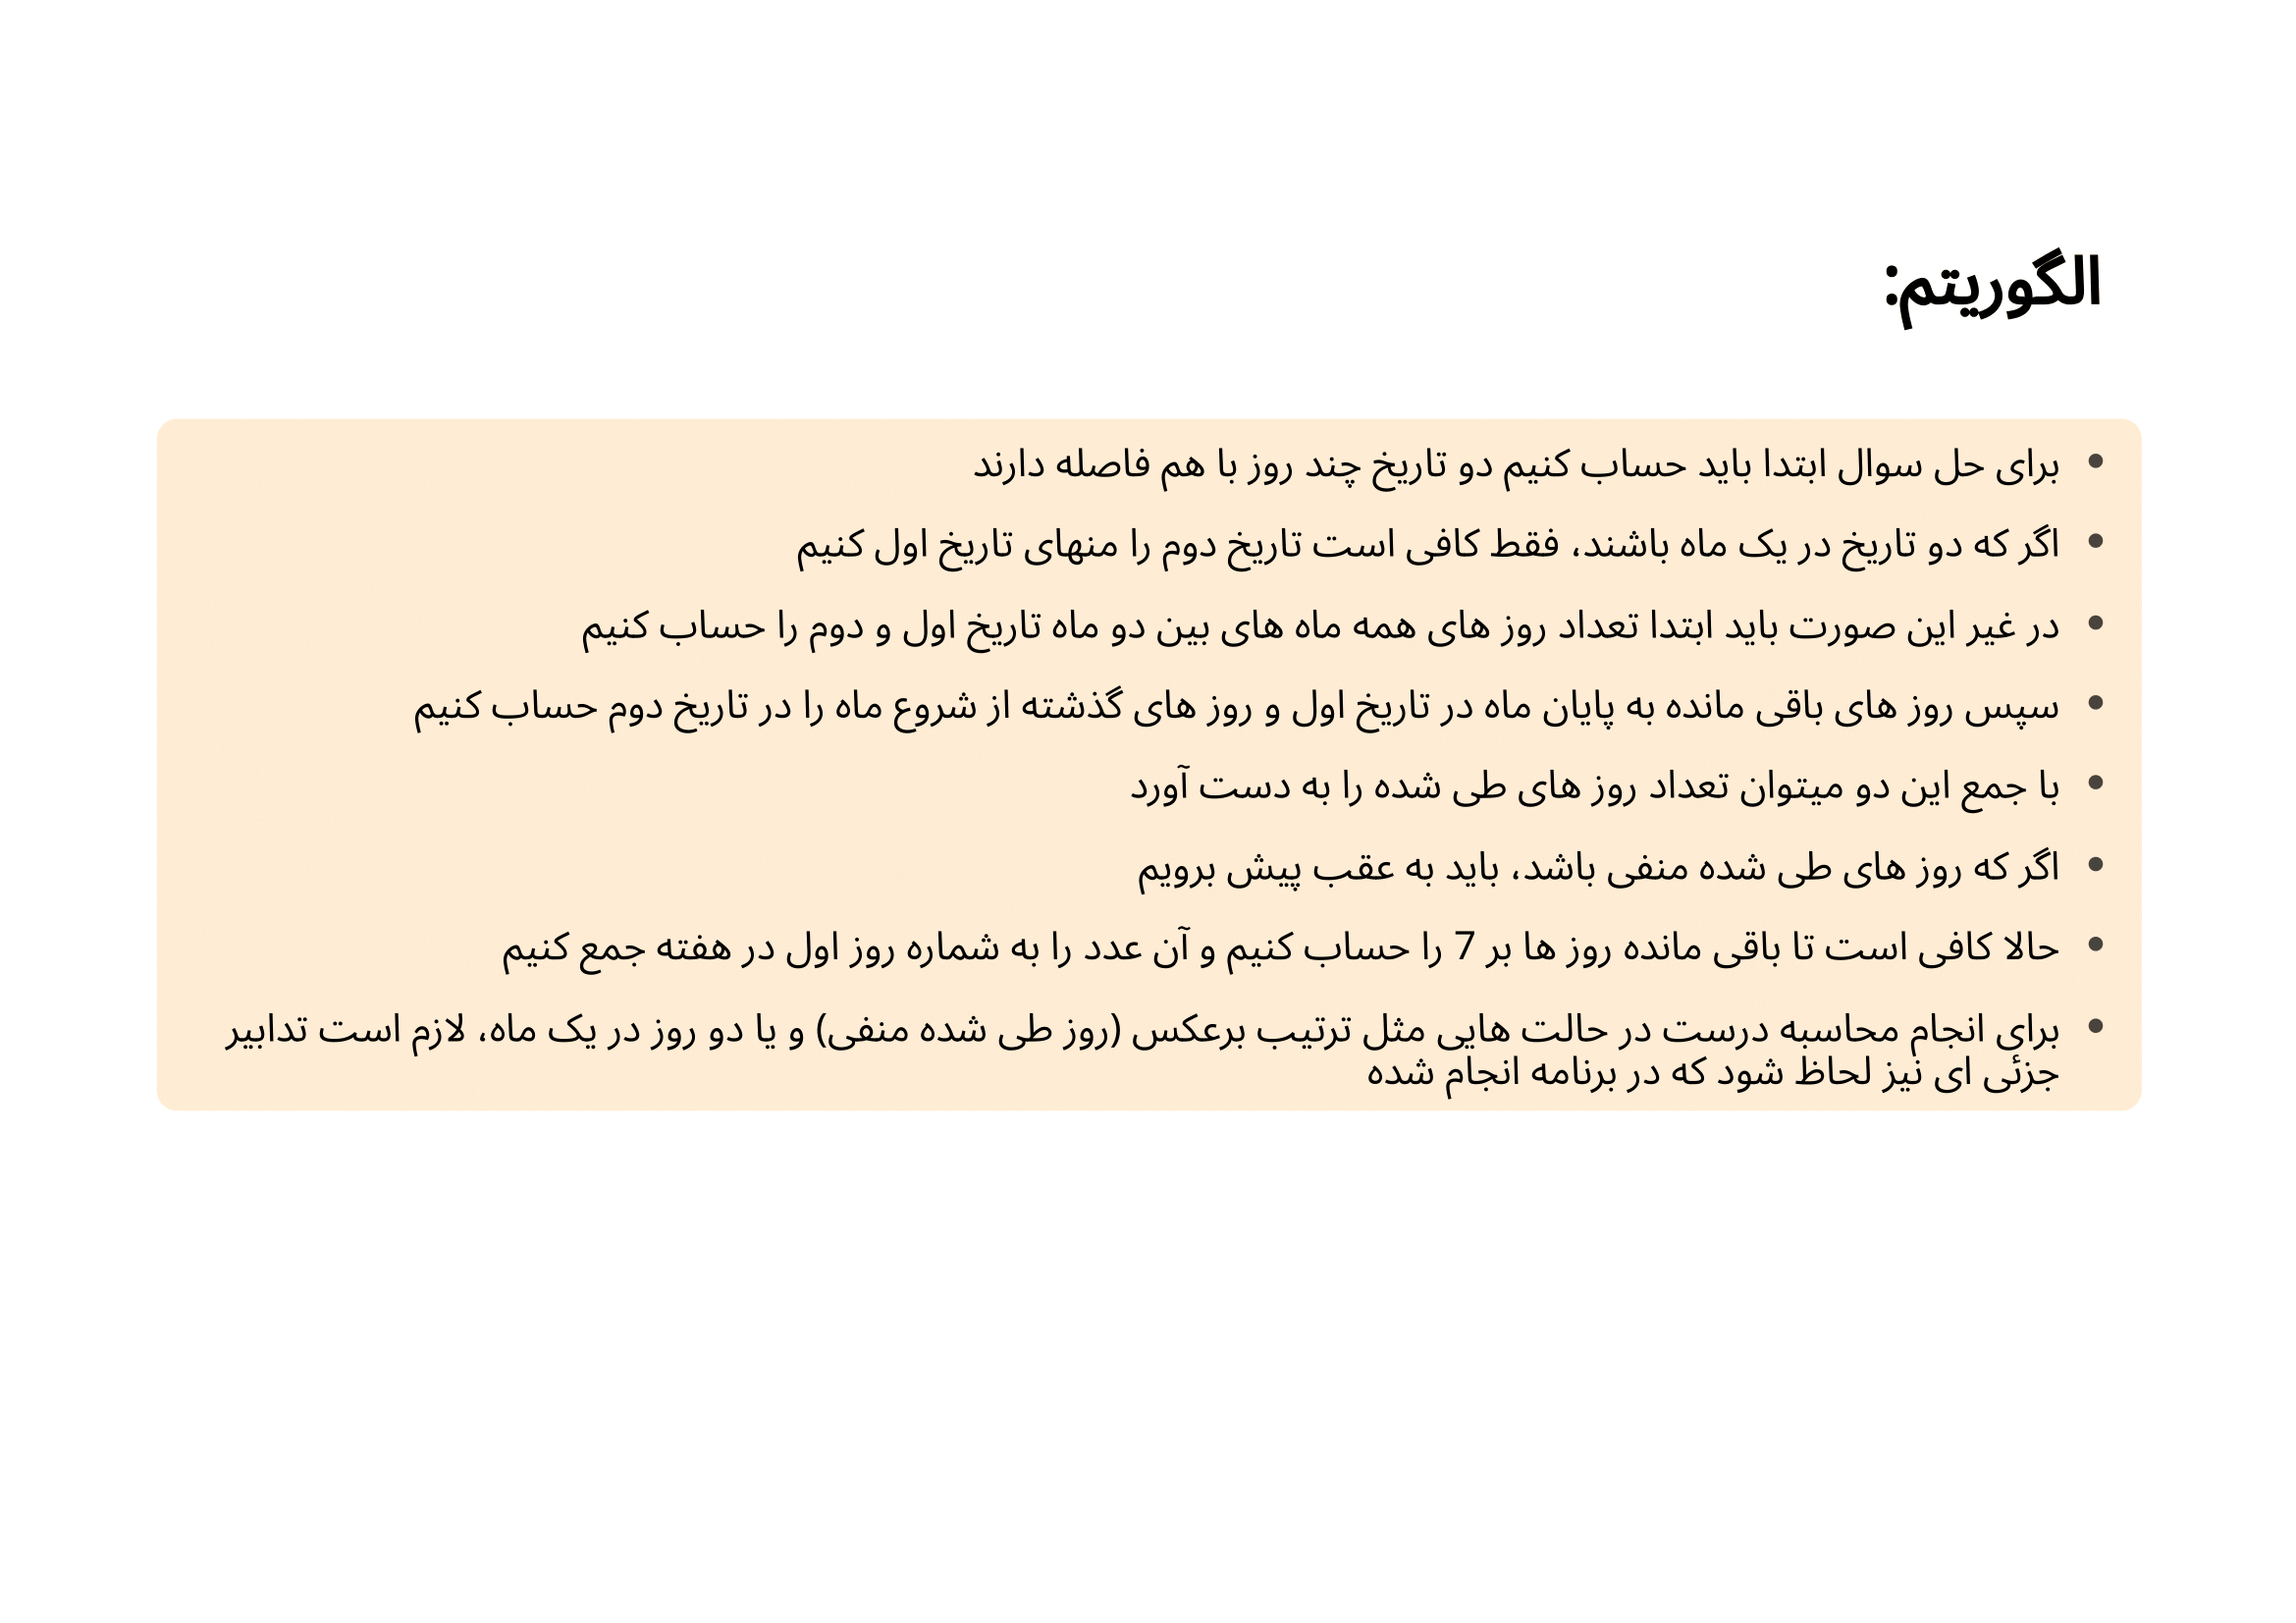 الگوریتم:
• برای حل سوال ابتدا باید حساب کنیم دو تاریخ چند روز با هم فاصله دارند
• اگر که دو تاریخ در یک ماه باشند، فقط کافی است تاریخ دوم را منهای تاریخ اول کنیم
• در غیر این صورت باید ابتدا تعداد روز های همه ماه های بین دو ماه تاریخ اول و دوم را حساب کنیم
• سپس روز های باقی مانده به پایان ماه در تاریخ اول و روز های گذشته از شروع ماه را در تاریخ دوم حساب کنیم
• با جمع این دو میتوان تعداد روز های طی شده را به دست آورد
• اگر که روز های طی شده منفی باشد، باید به عقب پیش برویم
• حالا کافی است تا باقی مانده روز ها بر 7 را حساب کنیم و آن عدد را به شماره روز اول در هفته جمع کنیم
• برای انجام محاسبه درست در حالت هایی مثل ترتیب برعکس (روز طی شده منفی) و یا دو روز در یک ماه، لازم است تدابیر
جزئی ای نیز لحاظ شود که در برنامه انجام شده